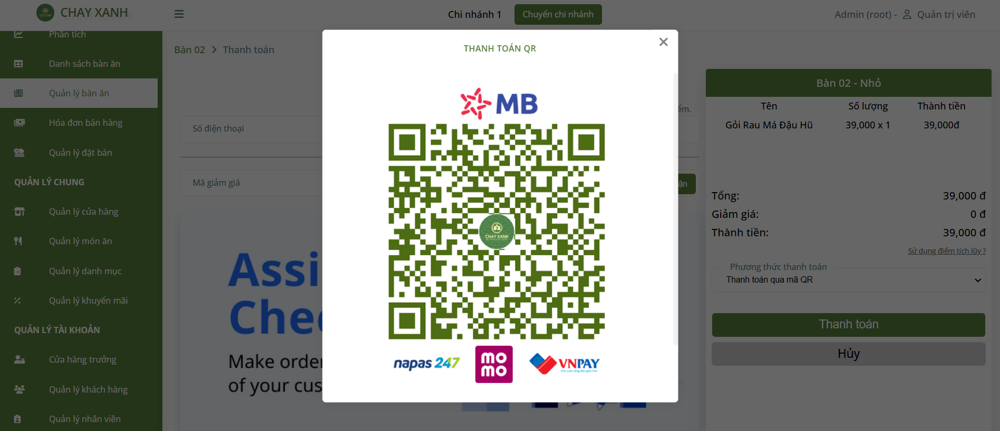 CHAY XANH
Chi nhánh 1
Chuyển chi nhánh
Admin (root) -
Quản trị viên
Phân tích
Danh sách bàn ăn
Quản lý bàn ăn
Hóa đơn bán hàng
Quản lý đặt bàn
QUẢN LÝ CHUNG
Quản lý cửa hàng
Quản lý món ăn
Quản lý danh mục
Quản lý khuyến mãi
QUẢN LÝ TÀI KHOẢN
Cửa hàng trưởng
Quản lý khách hàng
Quản lý nhân viên
Bàn 02 > Thanh toán
Số điện thoại
Mã giảm giá
Assi
Make order
of your cus
THANH TOÁN QR
MB
CHAY XANH
napas 247
momo
VNPAY
Cho cuộc sống đơn giản hơn
Bàn 02 - Nhỏ
Tên Số lượng Thành tiền
Gỏi Rau Má Đậu Hũ 39,000 x 1 39,000đ
Tổng: 39,000 đ
Giảm giá: 0 đ
Thành tiền: 39,000 đ
Sử dụng điểm tích lũy ?
Phương thức thanh toán
Thanh toán qua mã QR
Thanh toán
Hủy